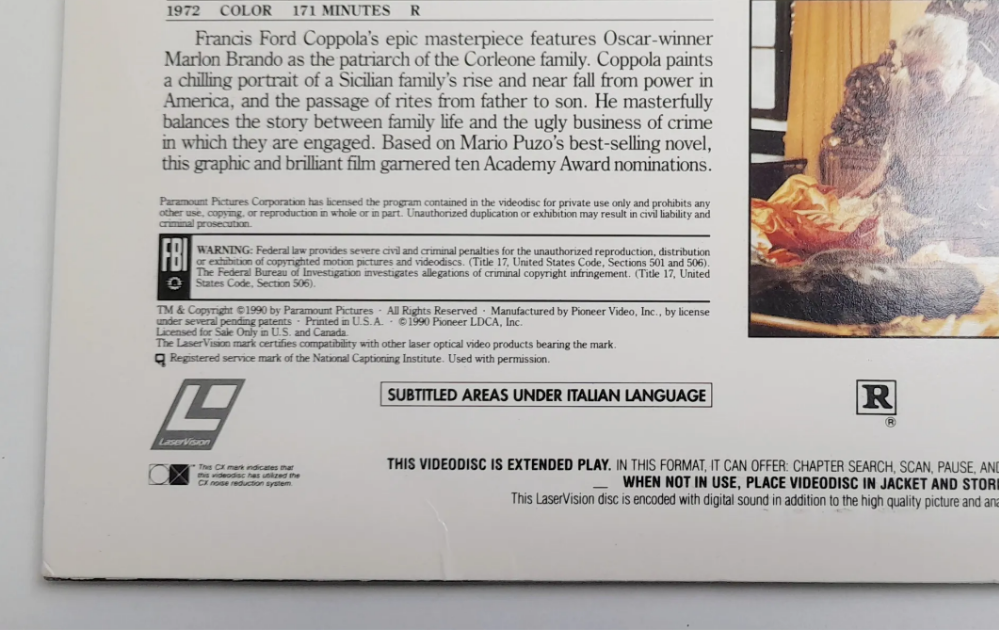 1972 COLOR 171 MINUTES R
Francis Ford Coppola's epic masterpiece features Oscar-winner
Marlon Brando as the patriarch of the Corleone family. Coppola paints
a chilling portrait of a Sicilian family's rise and near fall from power in
America, and the passage of rites from father to son. He masterfully
balances the story between family life and the ugly business of crime
in which they are engaged. Based on Mario Puzo's best-selling novel,
this graphic and brilliant film garnered ten Academy Award nominations.
Paramount Pictures Corporation has licensed the program contained in the videodisc for private use only and prohibits any
other use, copying, or reproduction in whole or in part. Unauthorized duplication or exhibition may result in civil liability and
criminal prosecution.
FBI
WARNING: Federal law provides severe civil and criminal penalties for the unauthorized reproduction, distribution
or exhibition of copyrighted motion pictures and videodiscs. (Title 17, United States Code, Sections 501 and 506).
The Federal Bureau of Investigation investigates allegations of criminal copyright infringement. (Title 17, United
States Code, Section 506).
TM & Copyright ©1990 by Paramount Pictures · All Rights Reserved · Manufactured by Pioneer Video, Inc., by license
under several pending patents · Printed in U.S.A. · ©1990 Pioneer LDCA, Inc.
Licensed for Sale Only in U.S. and Canada.
The LaserVision mark certifies compatibility with other laser optical video products bearing the mark.
Registered service mark of the National Captioning Institute. Used with permission.
LaserVision
SUBTITLED AREAS UNDER ITALIAN LANGUAGE
R
®
This CX mark indicates that
this videodisc has utilized the
CX noise reduction system.
THIS VIDEODISC IS EXTENDED PLAY. IN THIS FORMAT, IT CAN OFFER: CHAPTER SEARCH, SCAN, PAUSE, AND
WHEN NOT IN USE, PLACE VIDEODISC IN JACKET AND STOR
This LaserVision disc is encoded with digital sound in addition to the high quality picture and ana